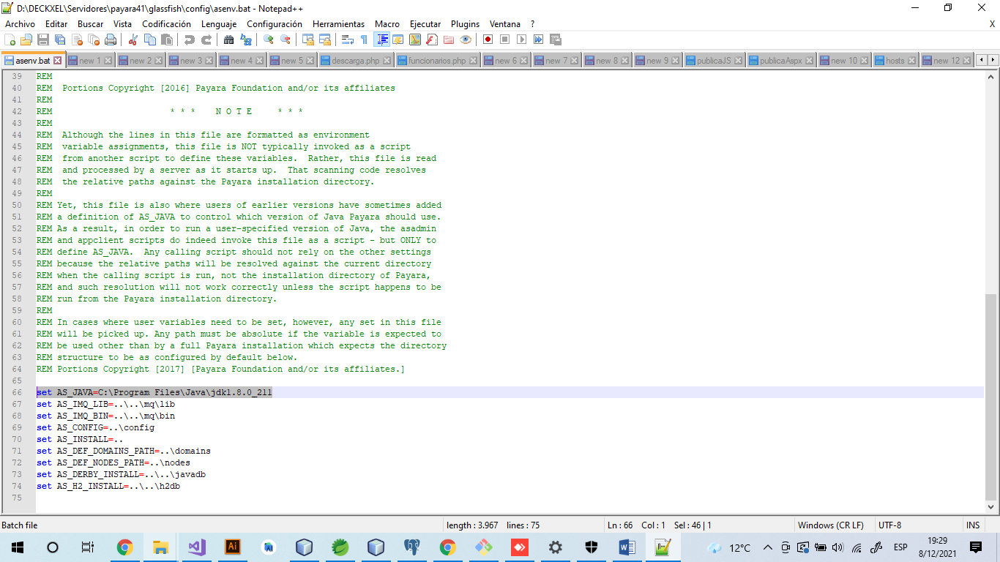 D:\DECKXEL\Servidores\payara41\glassfish\config\asenv.bat - Notepad++
Archivo Editar Buscar Vista Codificación Lenguaje Configuración Herramientas Macro Ejecutar Plugins Ventana ? X
asenv.bat new 1 new 2 new 3 new 4 new 5 descarga.php funcionarios.php new 6 new 7 new 8 new 9 publicaJS publicaAspx new 10 hosts new 12
39 REM
40 REM  Portions Copyright [2016] Payara Foundation and/or its affiliates
41 REM
42 REM                       * * *    N O T E     * * *
43 REM
44 REM  Although the lines in this file are formatted as environment
45 REM  variable assignments, this file is NOT typically invoked as a script
46 REM  from another script to define these variables.  Rather, this file is read
47 REM  and processed by a server as it starts up.  That scanning code resolves
48 REM  the relative paths against the Payara installation directory.
49 REM
50 REM Yet, this file is also where users of earlier versions have sometimes added
51 REM a definition of AS_JAVA to control which version of Java Payara should use.
52 REM As a result, in order to run a user-specified version of Java, the asadmin
53 REM and appclient scripts do indeed invoke this file as a script - but ONLY to
54 REM define AS_JAVA.  Any calling script should not rely on the other settings
55 REM because the relative paths will be resolved against the current directory
56 REM when the calling script is run, not the installation directory of Payara,
57 REM and such resolution will not work correctly unless the script happens to be
58 REM run from the Payara installation directory.
59 REM
60 REM In cases where user variables need to be set, however, any set in this file
61 REM will be picked up. Any path must be absolute if the variable is expected to
62 REM be used other than by a full Payara installation which expects the directory
63 REM structure to be as configured by default below.
64 REM Portions Copyright [2017] [Payara Foundation and/or its affiliates.]
65
66 set AS_JAVA=C:\Program Files\Java\jdk1.8.0_211
67 set AS_IMQ_LIB=..\..\mq\lib
68 set AS_IMQ_BIN=..\..\mq\bin
69 set AS_CONFIG=..\config
70 set AS_INSTALL=..
71 set AS_DEF_DOMAINS_PATH=..\domains
72 set AS_DEF_NODES_PATH=..\nodes
73 set AS_DERBY_INSTALL=..\..\javadb
74 set AS_H2_INSTALL=..\..\h2db
75
Batch file length : 3.967 lines : 75 Ln : 66 Col : 1 Sel : 46 | 1 Windows (CR LF) UTF-8 INS
Ai 12°C ESP 19:29
8/12/2021